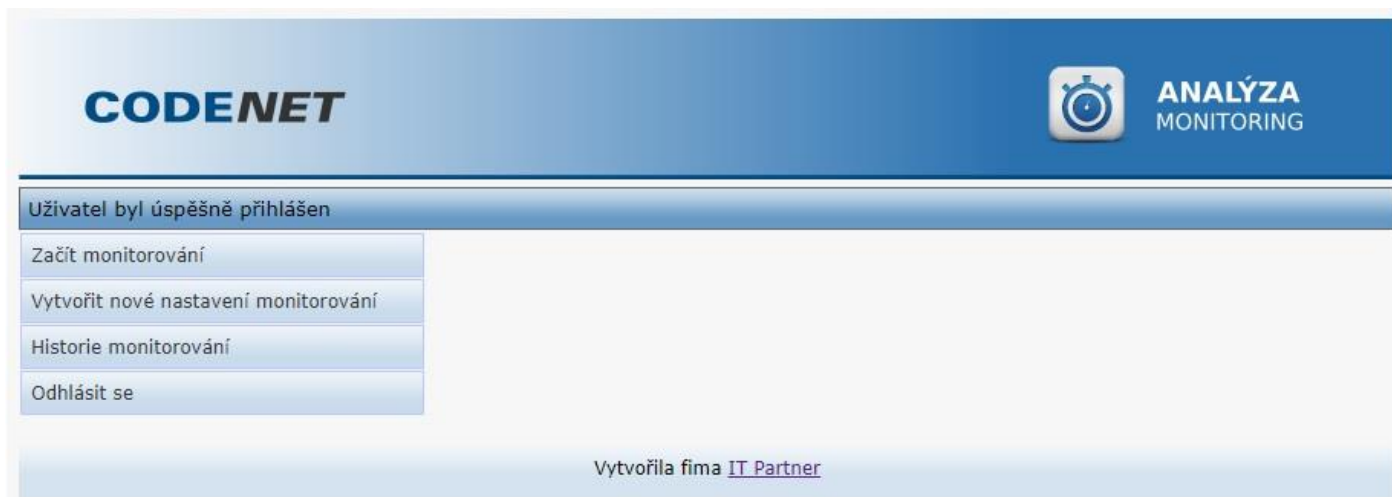 CODENET
ANALÝZA
MONITORING
Uživatel byl úspěšně přihlášen
Začít monitorování
Vytvořit nové nastavení monitorování
Historie monitorování
Odhlásit se
Vytvořila fima IT Partner